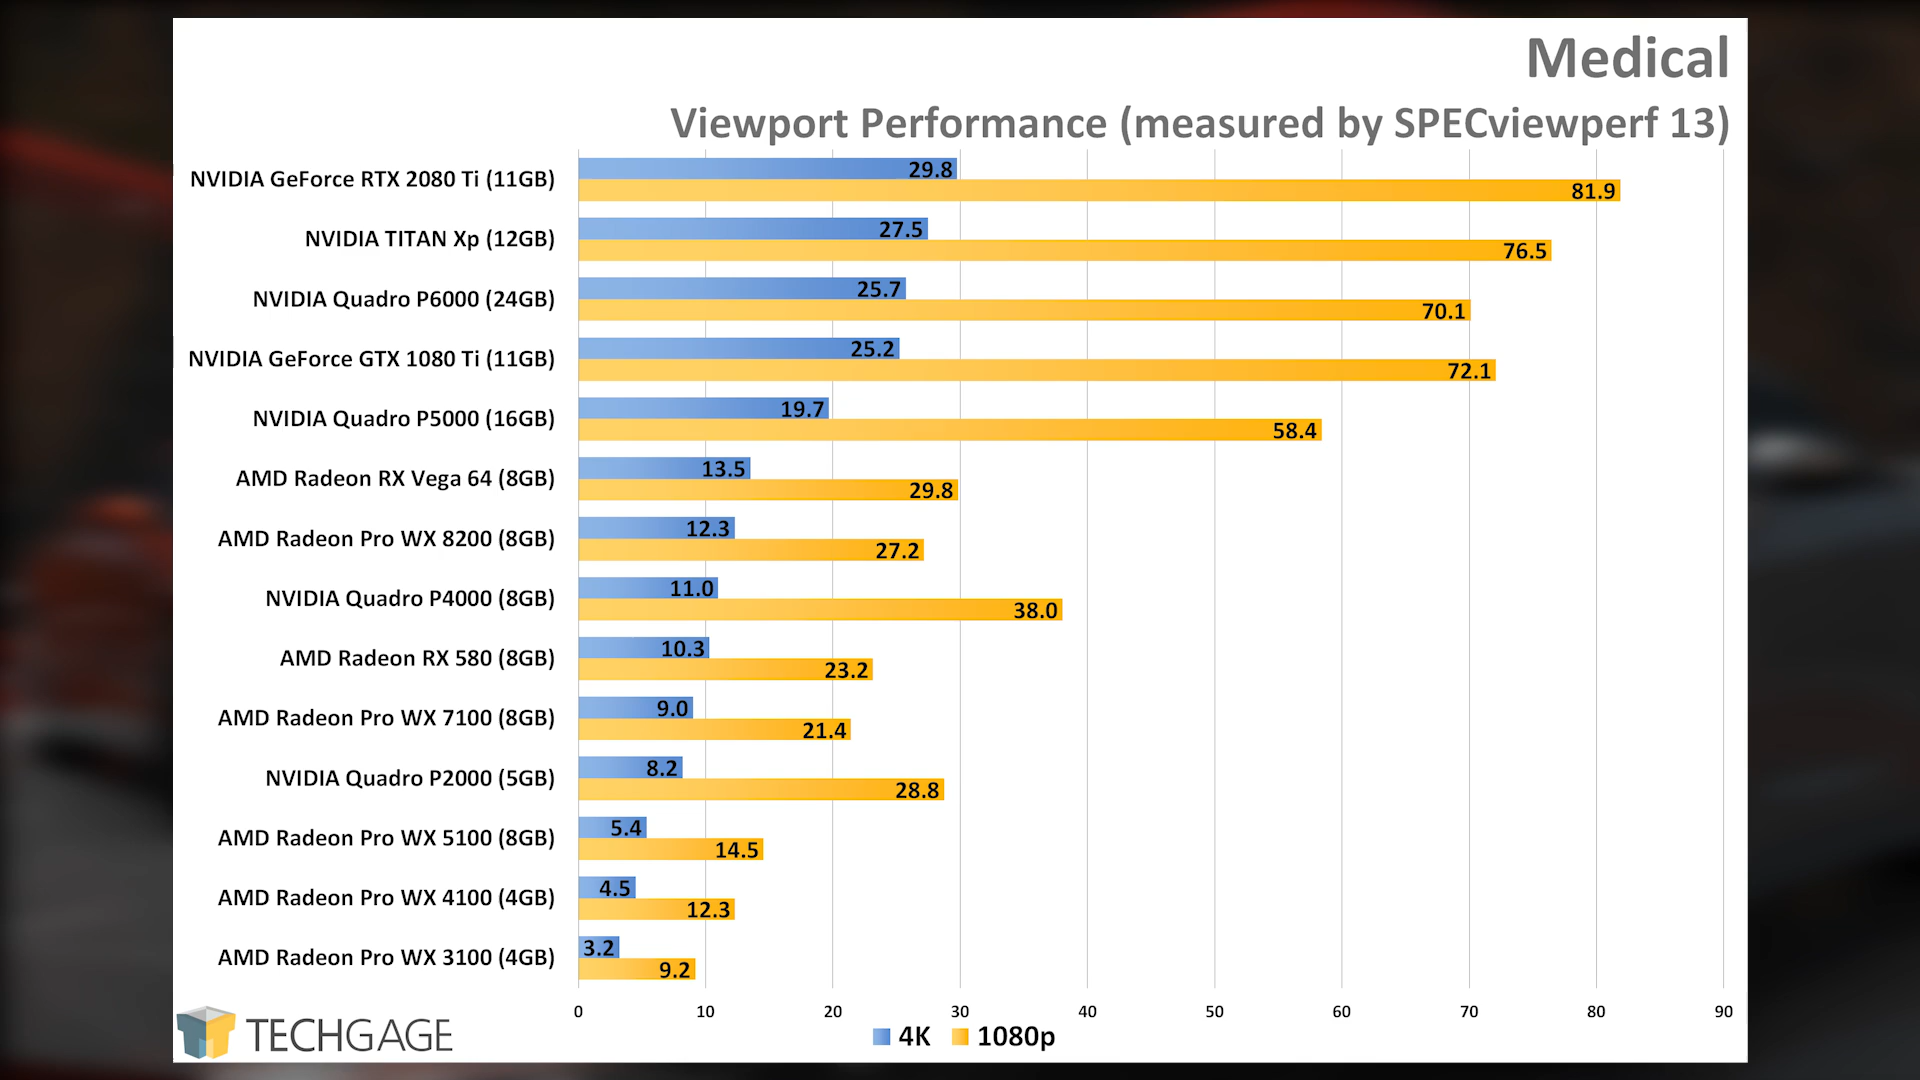 Medical
Viewport Performance (measured by SPECviewperf 13)
NVIDIA GeForce RTX 2080 Ti (11GB)
29.8
81.9
NVIDIA TITAN Xp (12GB)
27.5
76.5
NVIDIA Quadro P6000 (24GB)
25.7
70.1
NVIDIA GeForce GTX 1080 Ti (11GB)
25.2
72.1
NVIDIA Quadro P5000 (16GB)
19.7
58.4
AMD Radeon RX Vega 64 (8GB)
13.5
29.8
AMD Radeon Pro WX 8200 (8GB)
12.3
27.2
NVIDIA Quadro P4000 (8GB)
11.0
38.0
AMD Radeon RX 580 (8GB)
10.3
23.2
AMD Radeon Pro WX 7100 (8GB)
9.0
21.4
NVIDIA Quadro P2000 (5GB)
8.2
28.8
AMD Radeon Pro WX 5100 (8GB)
5.4
14.5
AMD Radeon Pro WX 4100 (4GB)
4.5
12.3
AMD Radeon Pro WX 3100 (4GB)
3.2
9.2
0 10 20 30 40 50 60 70 80 90
4K 1080p
TECHGAGE